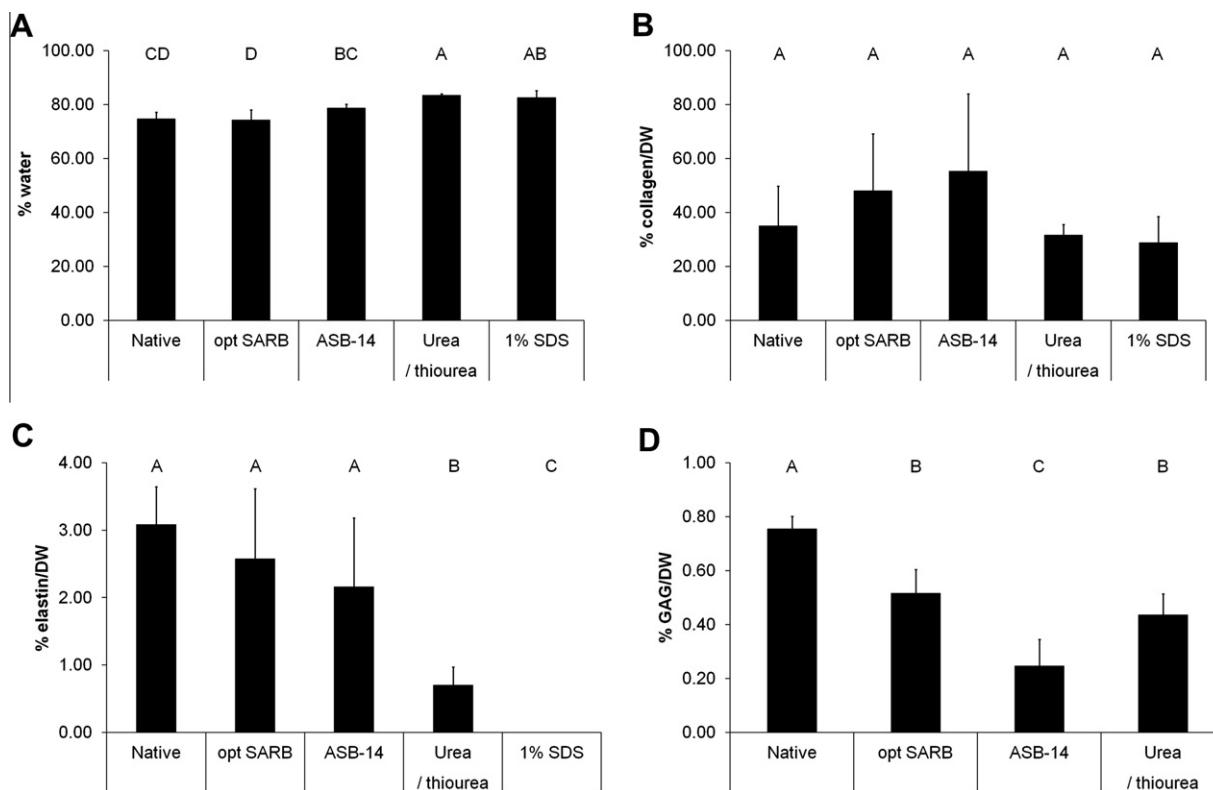 A
100.00
80.00
60.00
40.00
20.00
0.00
% water
CD D BC A AB
Native opt SARB ASB-14 Urea 1% SDS
/ thiourea
B
100.00
80.00
60.00
40.00
20.00
0.00
% collagen/DW
A A A A A
Native opt SARB ASB-14 Urea 1% SDS
/ thiourea
C
4.00
3.00
2.00
1.00
0.00
% elastin/DW
A A A B C
Native opt SARB ASB-14 Urea 1% SDS
/thiourea
D
1.00
0.80
0.60
0.40
0.20
0.00
% GAG/DW
A B C B
Native opt SARB ASB-14 Urea
/ thiourea